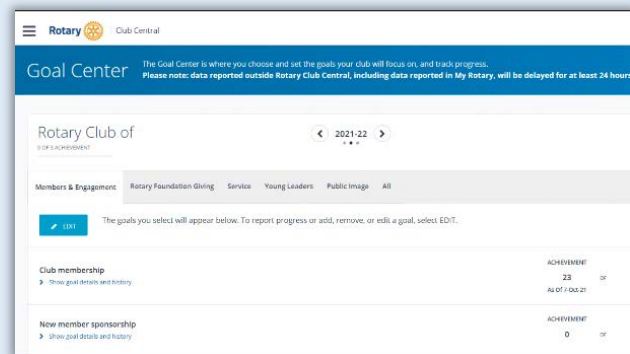 Rotary
Club Central
Goal Center
The Goal Center is where you choose and set the goals your club will focus on, and track progress.
Please note: data reported outside Rotary Club Central, including data reported in My Rotary, will be delayed for at least 24 hours
Rotary Club of
ACHIEVEMENT
2021-22
Members & Engagement Rotary Foundation Giving Service Young Leaders Public Image All
EDIT
The goals you select will appear below. To report progress or add, remove, or edit a goal, select EDIT.
Club membership
Show goal details and history
ACHIEVEMENT
23 OF
As Of 7-Oct-21
New member sponsorship
Show goal details and history
ACHIEVEMENT
0 OF